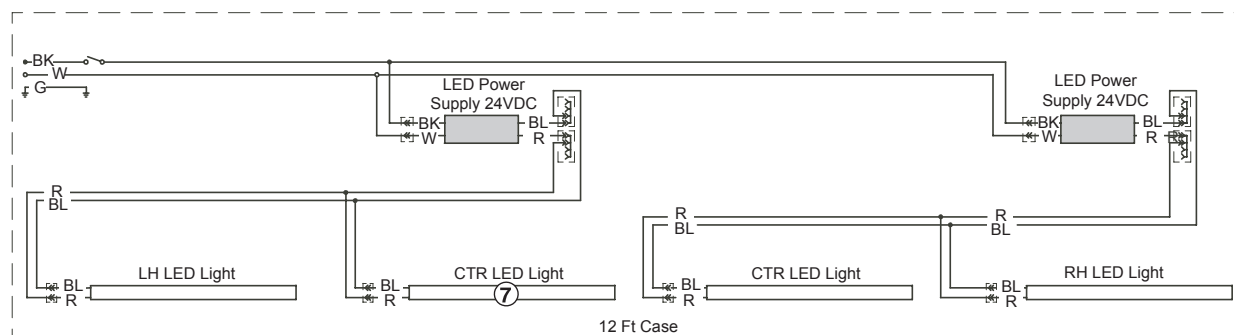 BK
W
G
LED Power
Supply 24VDC
BK BL
W R
LED Power
Supply 24VDC
BK BL
W R
R
BL
R R
BL BL
LH LED Light
BL
R
CTR LED Light
BL
R
7
CTR LED Light
BL
R
RH LED Light
BL
R
12 Ft Case